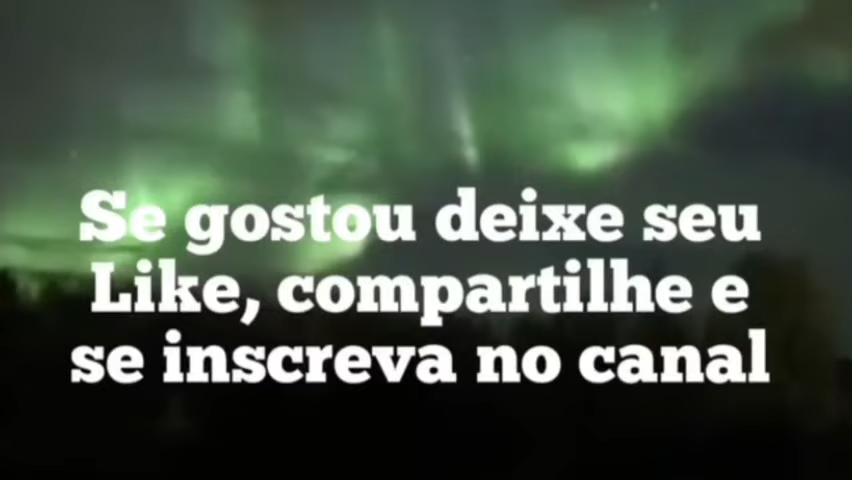 Se gostou deixe seu
Like, compartilhe e
se inscreva no canal